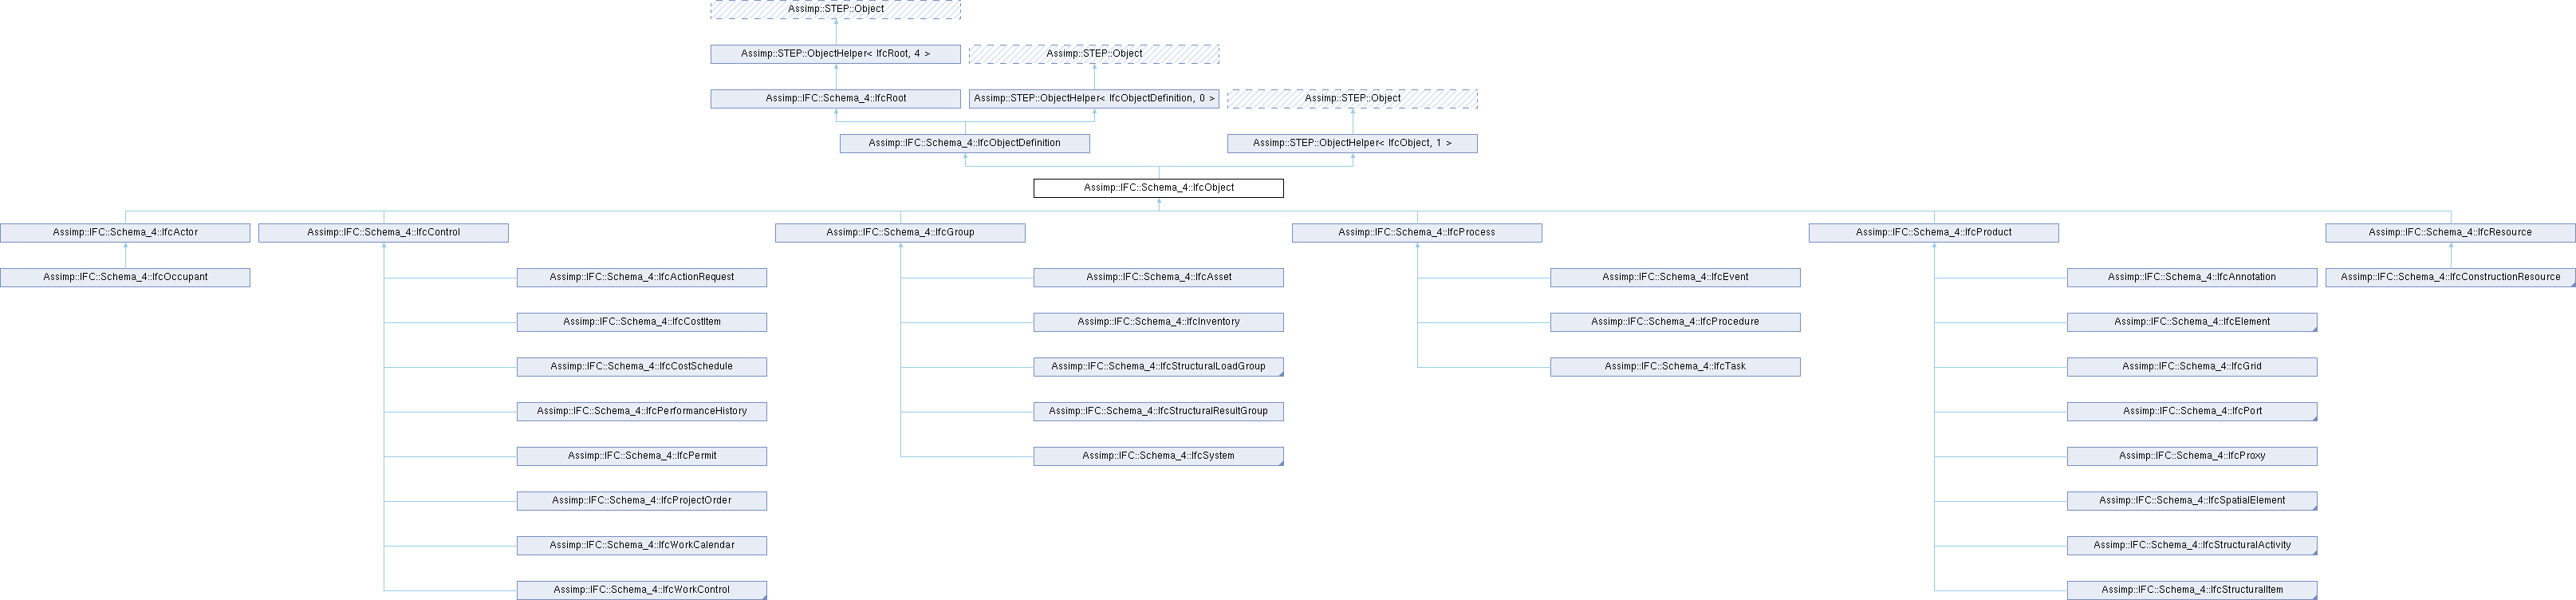 Assimp::STEP::Object
Assimp::STEP::ObjectHelper< IfcRoot, 4 >
Assimp::STEP::Object
Assimp::IFC::Schema_4::IfcRoot
Assimp::STEP::ObjectHelper< IfcObjectDefinition, 0 >
Assimp::STEP::Object
Assimp::IFC::Schema_4::IfcObjectDefinition
Assimp::STEP::ObjectHelper< IfcObject, 1 >
Assimp::IFC::Schema_4::IfcObject
Assimp::IFC::Schema_4::IfcActor
Assimp::IFC::Schema_4::IfcControl
Assimp::IFC::Schema_4::IfcGroup
Assimp::IFC::Schema_4::IfcProcess
Assimp::IFC::Schema_4::IfcProduct
Assimp::IFC::Schema_4::IfcResource
Assimp::IFC::Schema_4::IfcOccupant
Assimp::IFC::Schema_4::IfcActionRequest
Assimp::IFC::Schema_4::IfcAsset
Assimp::IFC::Schema_4::IfcEvent
Assimp::IFC::Schema_4::IfcAnnotation
Assimp::IFC::Schema_4::IfcConstructionResource
Assimp::IFC::Schema_4::IfcCostItem
Assimp::IFC::Schema_4::IfcInventory
Assimp::IFC::Schema_4::IfcProcedure
Assimp::IFC::Schema_4::IfcElement
Assimp::IFC::Schema_4::IfcCostSchedule
Assimp::IFC::Schema_4::IfcStructuralLoadGroup
Assimp::IFC::Schema_4::IfcTask
Assimp::IFC::Schema_4::IfcGrid
Assimp::IFC::Schema_4::IfcPerformanceHistory
Assimp::IFC::Schema_4::IfcStructuralResultGroup
Assimp::IFC::Schema_4::IfcPort
Assimp::IFC::Schema_4::IfcPermit
Assimp::IFC::Schema_4::IfcSystem
Assimp::IFC::Schema_4::IfcProxy
Assimp::IFC::Schema_4::IfcProjectOrder
Assimp::IFC::Schema_4::IfcSpatialElement
Assimp::IFC::Schema_4::IfcWorkCalendar
Assimp::IFC::Schema_4::IfcStructuralActivity
Assimp::IFC::Schema_4::IfcWorkControl
Assimp::IFC::Schema_4::IfcStructuralItem